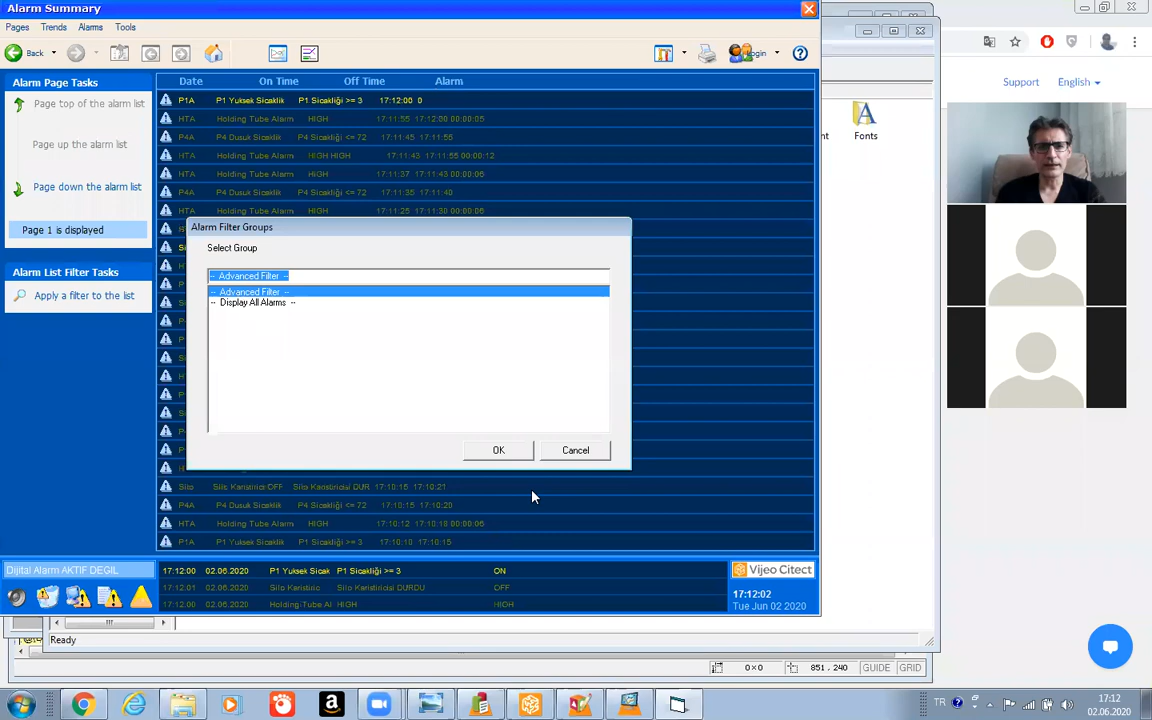 Alarm Summary
Pages Trends Alarms Tools
Back
Login
Support English
Alarm Page Tasks
Page top of the alarm list
Page up the alarm list
Page down the alarm list
Page 1 is displayed
Alarm List Filter Tasks
Apply a filter to the list
Date On Time Off Time Alarm
P1A P1 Yuksek Sicaklik P1 Sicakliği >= 3 17:12:00 0
HTA Holding Tube Alarm HIGH 17:11:55 17:12:00 00:00:05
P4A P4 Dusuk Sicaklik P4 Sicakliği <= 72 17:11:45 17:11:55
HTA Holding Tube Alarm HIGH HIGH 17:11:43 17:11:55 00:00:12
HTA Holding Tube Alarm HIGH 17:11:37 17:11:43 00:00:06
P4A P4 Dusuk Sicaklik P4 Sicakliği <= 72 17:11:35 17:11:40
HTA Holding Tube Alarm HIGH 17:11:25 17:11:30 00:00:06
Alarm Filter Groups
Select Group
-- Advanced Filter --
-- Advanced Filter --
-- Display All Alarms --
OK Cancel
Silo Silo Karistirici OFF Silo Karistiricisi DUR 17:10:15 17:10:21
P4A P4 Dusuk Sicaklik P4 Sicakliği <= 72 17:10:15 17:10:20
HTA Holding Tube Alarm HIGH 17:10:12 17:10:18 00:00:06
P1A P1 Yuksek Sicaklik P1 Sicakliği >= 3 17:10:10 17:10:15
Dijital Alarm AKTIF DEGIL
17:12:00 02.06.2020 P1 Yuksek Sicak P1 Sicakliği >= 3 ON
17:12:01 02.06.2020 Silo Karistiric Silo Karistiricisi DURDU OFF
17:12:00 02.06.2020 Holding Tube Al HIGH HIGH
Vijeo Citect
17:12:02
Tue Jun 02 2020
Fonts
Ready
0×0 851, 240 GUIDE GRID
TR
17:12
02.06.2020